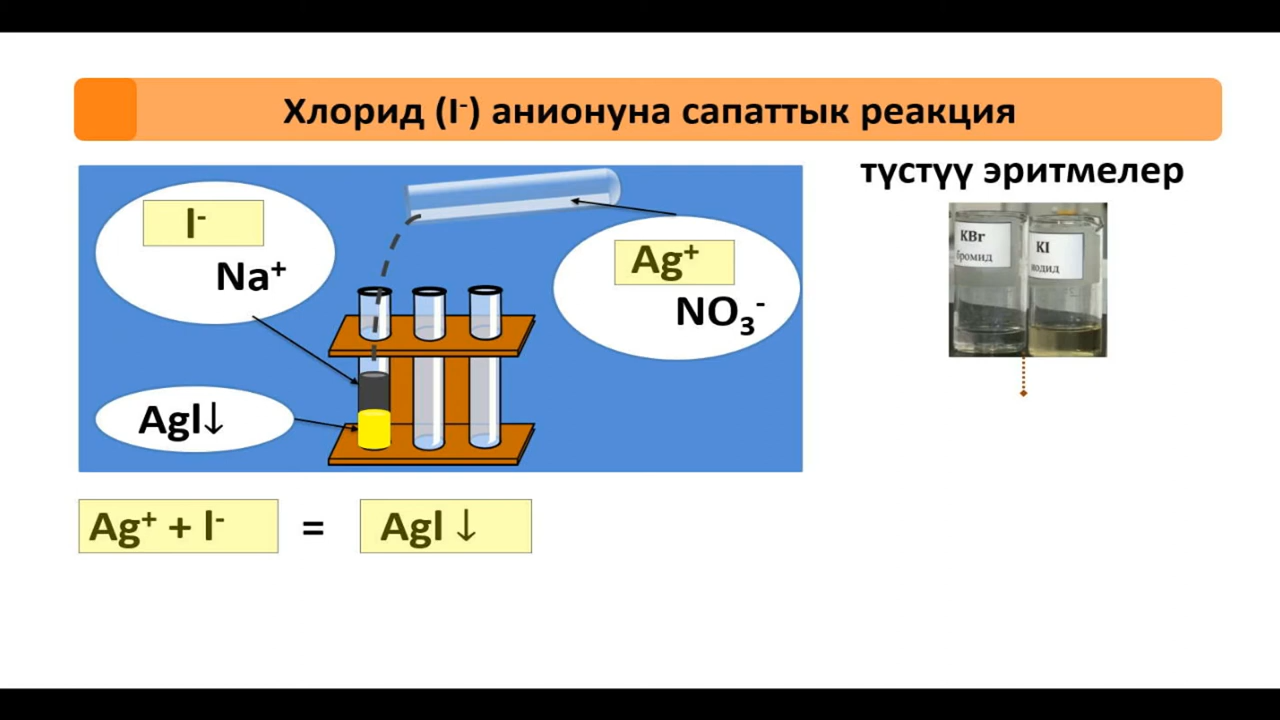 Хлорид (I⁻) анионуна сапаттык реакция
түстүү эритмелер
I⁻
Na⁺
Ag⁺
NO₃⁻
AgI↓
KBr
бромид
KI
иодид
Ag⁺ + I⁻ = AgI ↓